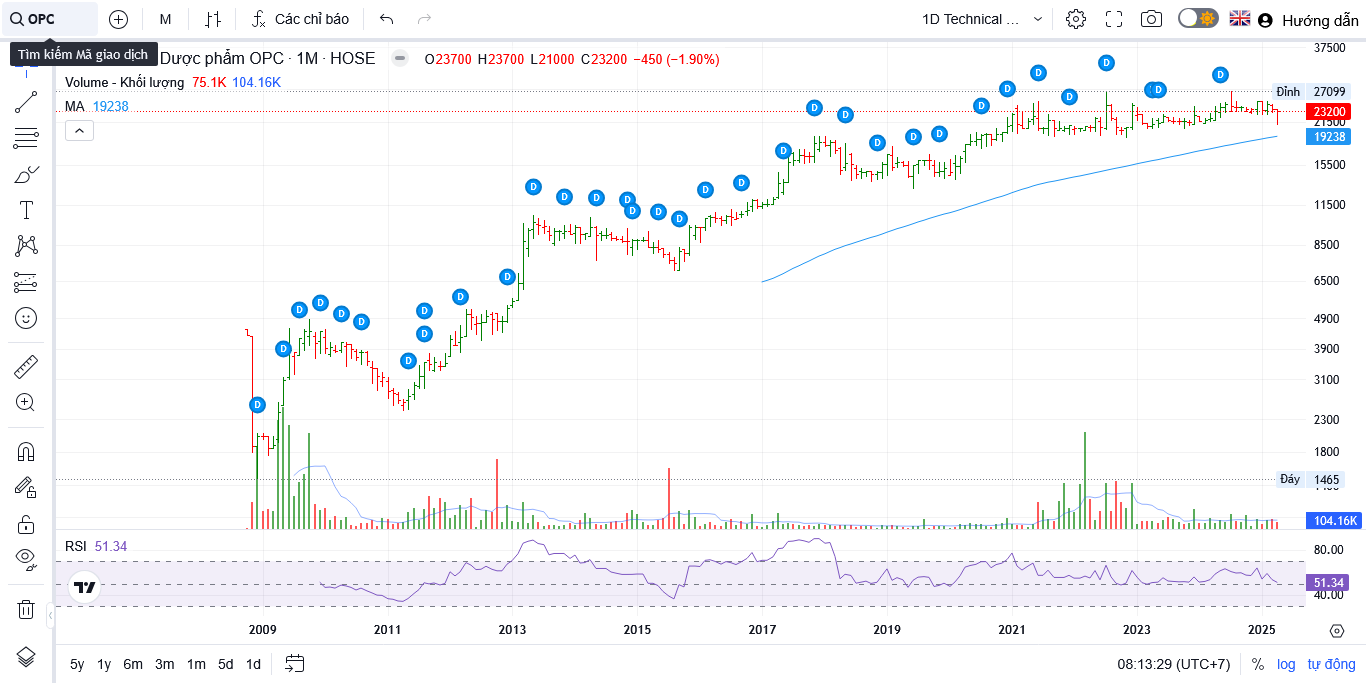 OPC
M
Các chỉ báo
1D Technical ...
Hướng dẫn
Tìm kiếm Mã giao dịch
Dược phẩm OPC · 1M · HOSE
O23700 H23700 L21000 C23200 −450 (−1.90%)
Volume - Khối lượng 75.1K 104.16K
MA 19238
37500
Đỉnh 27099
23200
21500
19238
15500
11500
8500
6500
4900
3900
3100
2300
1800
Đáy 1465
104.16K
RSI 51.34
80.00
51.34
40.00
D D D D D D D D D D D D D D D D D D D D D D D D D D D D D D D D D D D D
2009 2011 2013 2015 2017 2019 2021 2023 2025
5y 1y 6m 3m 1m 5d 1d
08:13:29 (UTC+7) % log tự động